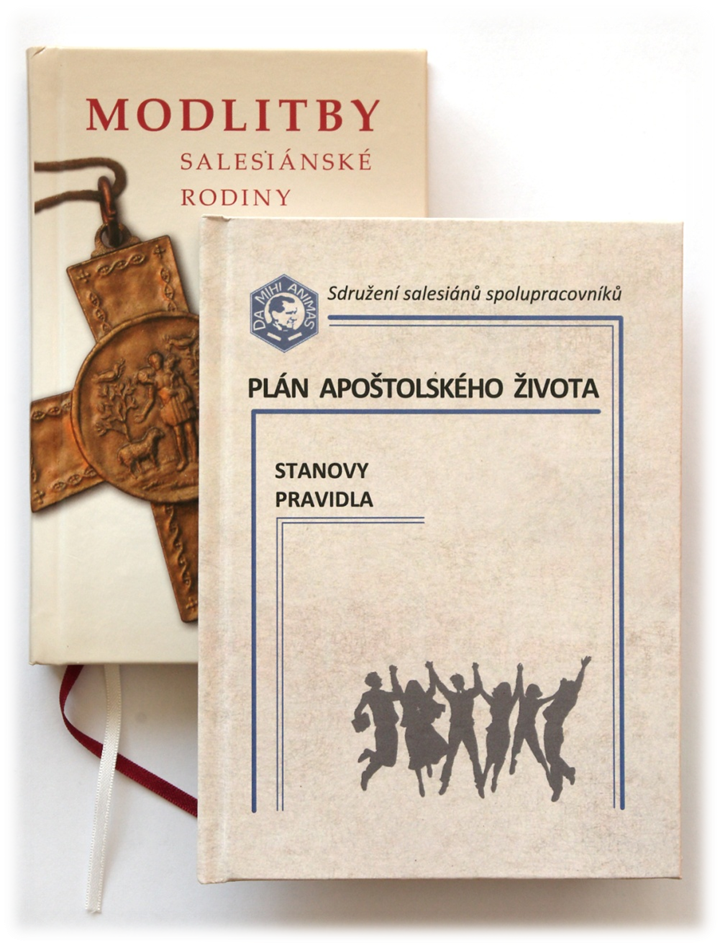 MODLITBY
SALESIÁNSKÉ
RODINY
DA MIHI ANIMAS
Sdružení salesiánů spolupracovníků
PLÁN APOŠTOLSKÉHO ŽIVOTA
STANOVY
PRAVIDLA